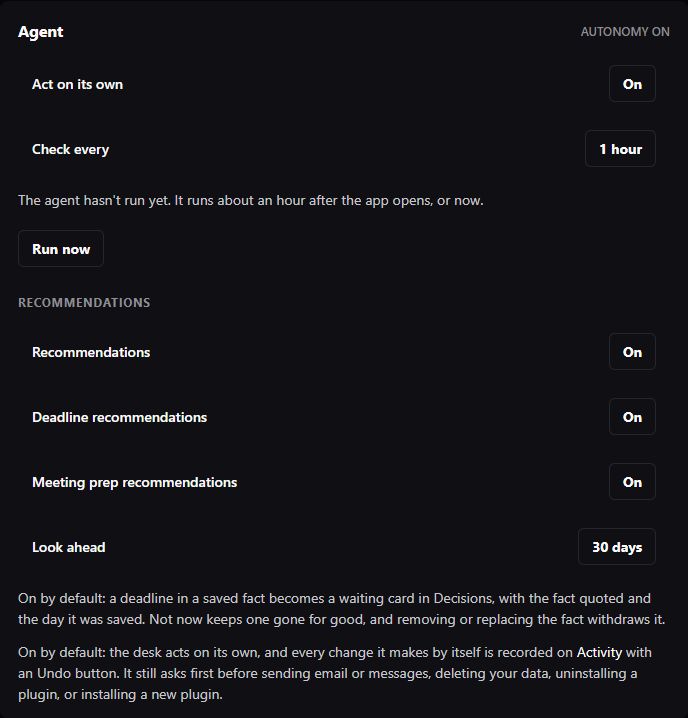 Agent
AUTONOMY ON
Act on its own
On
Check every
1 hour
The agent hasn't run yet. It runs about an hour after the app opens, or now.
Run now
RECOMMENDATIONS
Recommendations
On
Deadline recommendations
On
Meeting prep recommendations
On
Look ahead
30 days
On by default: a deadline in a saved fact becomes a waiting card in Decisions, with the fact quoted and
the day it was saved. Not now keeps one gone for good, and removing or replacing the fact withdraws it.
On by default: the desk acts on its own, and every change it makes by itself is recorded on Activity with
an Undo button. It still asks first before sending email or messages, deleting your data, uninstalling a
plugin, or installing a new plugin.